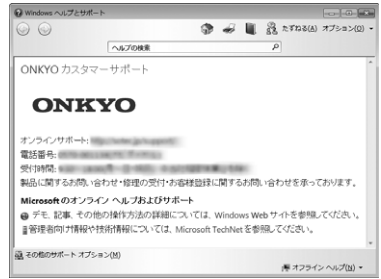 Windows ヘルプとサポート
たずねる(A) オプション(O)
ヘルプの検索
ONKYO カスタマーサポート
ONKYO
オンラインサポート:
電話番号:
受付時間:
製品に関するお問い合わせ・修理の受付・お客様登録に関するお問い合わせを承っております。
Microsoft のオンライン ヘルプおよびサポート
デモ、記事、その他の操作方法の詳細については、Windows Web サイトを参照してください。
管理者向け情報や技術情報については、Microsoft TechNet を参照してください。
その他のサポート オプション(M)
オフライン ヘルプ(N)